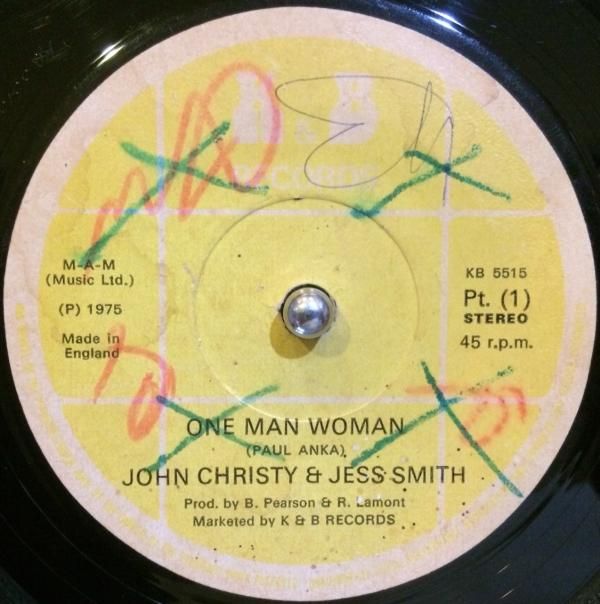 K & B
RECORDS
M-A-M
(Music Ltd.)
(P) 1975
Made in
England
KB 5515
Pt. (1)
STEREO
45 r.p.m.
ONE MAN WOMAN
(PAUL ANKA)
JOHN CHRISTY & JESS SMITH
Prod. by B. Pearson & R. Lamont
Marketed by K & B RECORDS